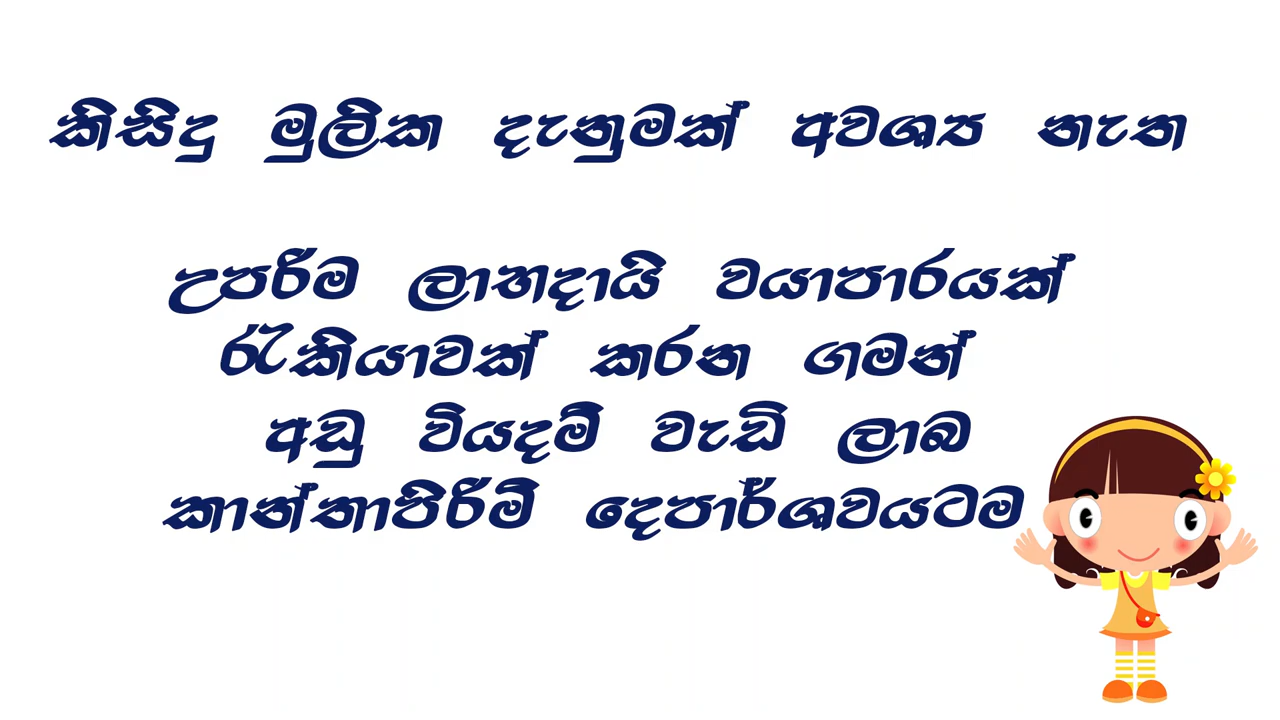 කිසිදු මුලික දැනුමක් අවශ්‍ය නැත
උපරිම ලාභදායි ව්‍යාපාරයක්
රැකියාවක් කරන ගමන්
අඩු වියදම් වැඩි ලාබ
කාන්තාපිරිමි දෙපාර්ශවයටම